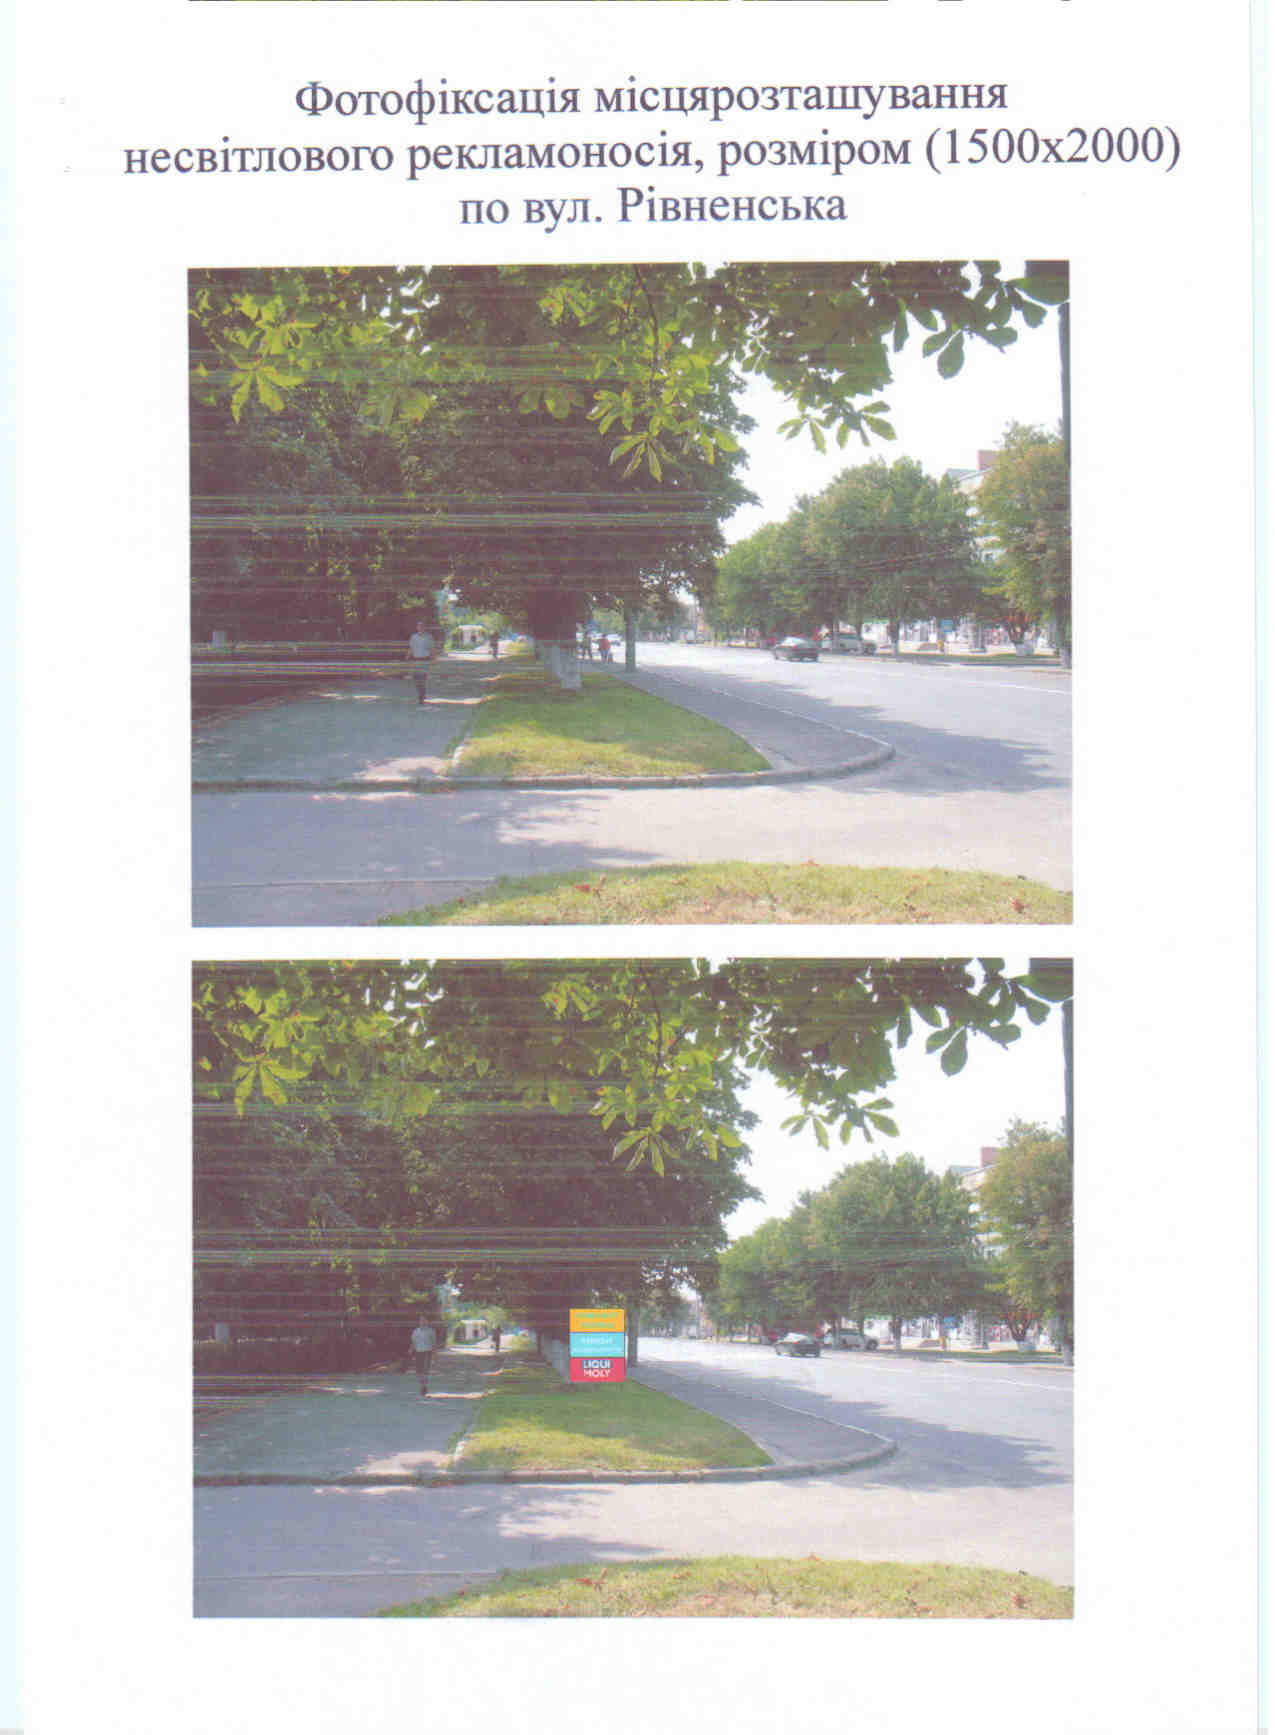 Фотофіксація місцярозташування
несвітлового рекламоносія, розміром (1500х2000)
по вул. Рівненська
LIQUI
MOLY